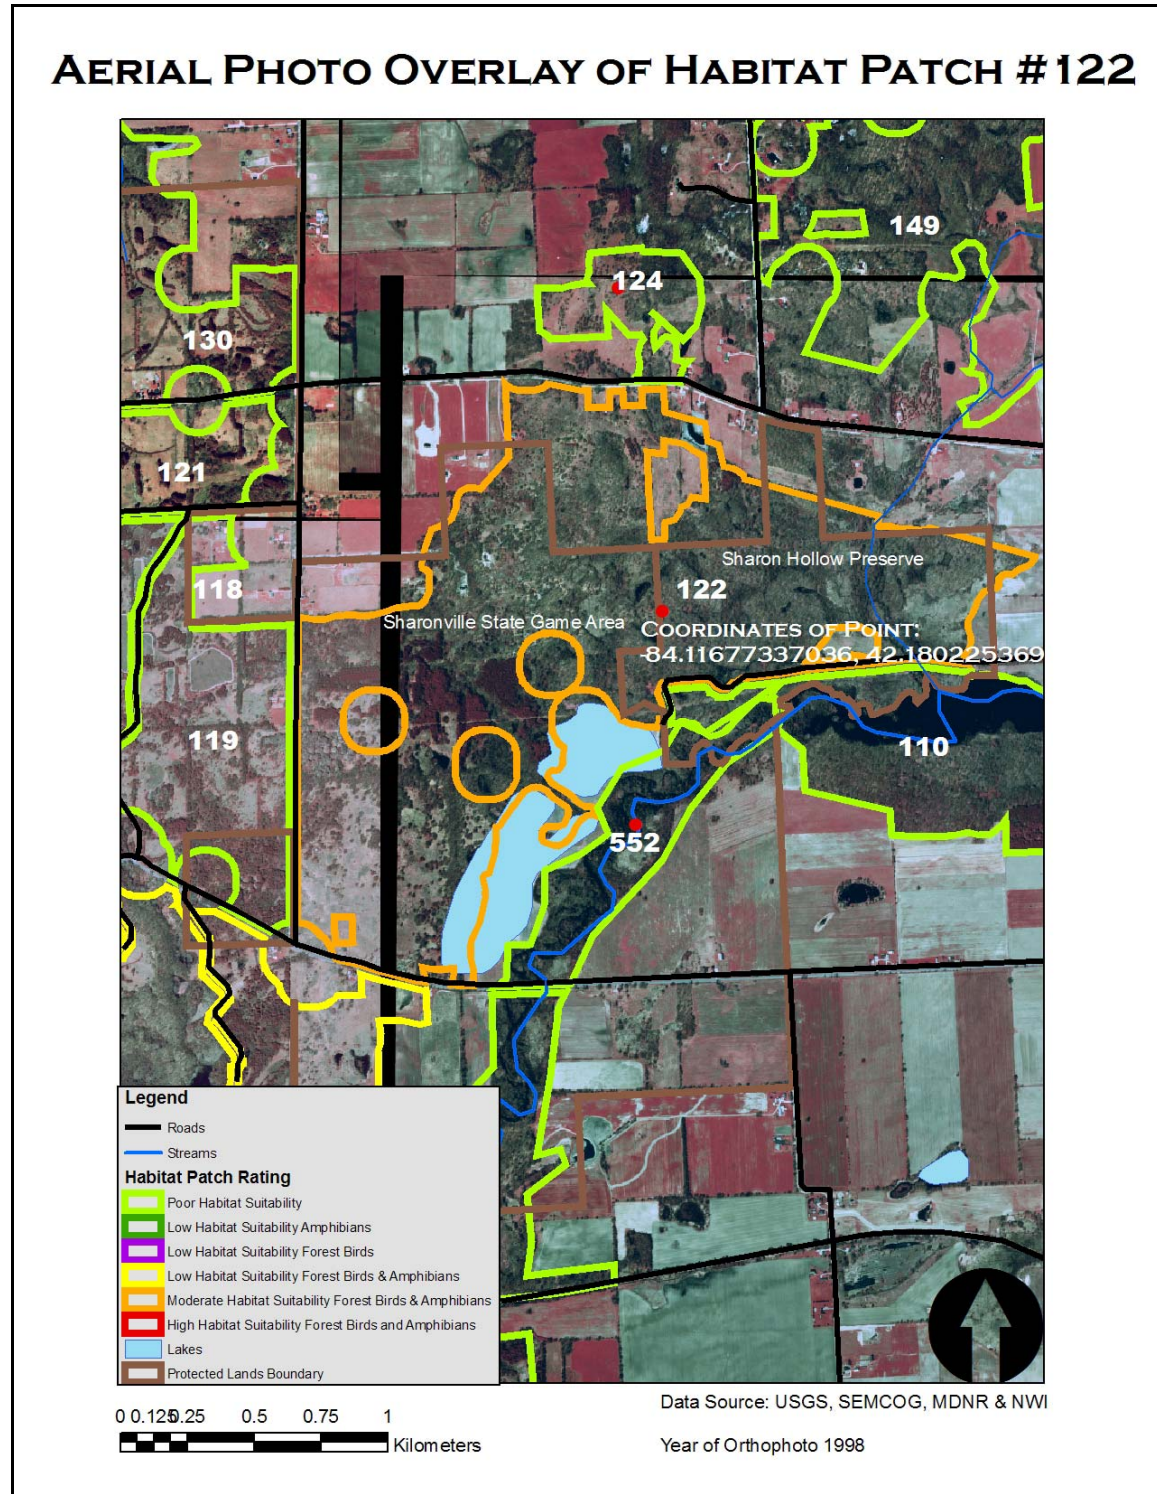 AERIAL PHOTO OVERLAY OF HABITAT PATCH #122
149
124
130
121
Sharon Hollow Preserve
118
122
Sharonville State Game Area
COORDINATES OF POINT:
-84.11677337036, 42.180225369
119
110
552
Legend
Roads
Streams
Habitat Patch Rating
Poor Habitat Suitability
Low Habitat Suitability Amphibians
Low Habitat Suitability Forest Birds
Low Habitat Suitability Forest Birds & Amphibians
Moderate Habitat Suitability Forest Birds & Amphibians
High Habitat Suitability Forest Birds and Amphibians
Lakes
Protected Lands Boundary
0 0.125 0.25 0.5 0.75 1
Kilometers
Data Source: USGS, SEMCOG, MDNR & NWI
Year of Orthophoto 1998